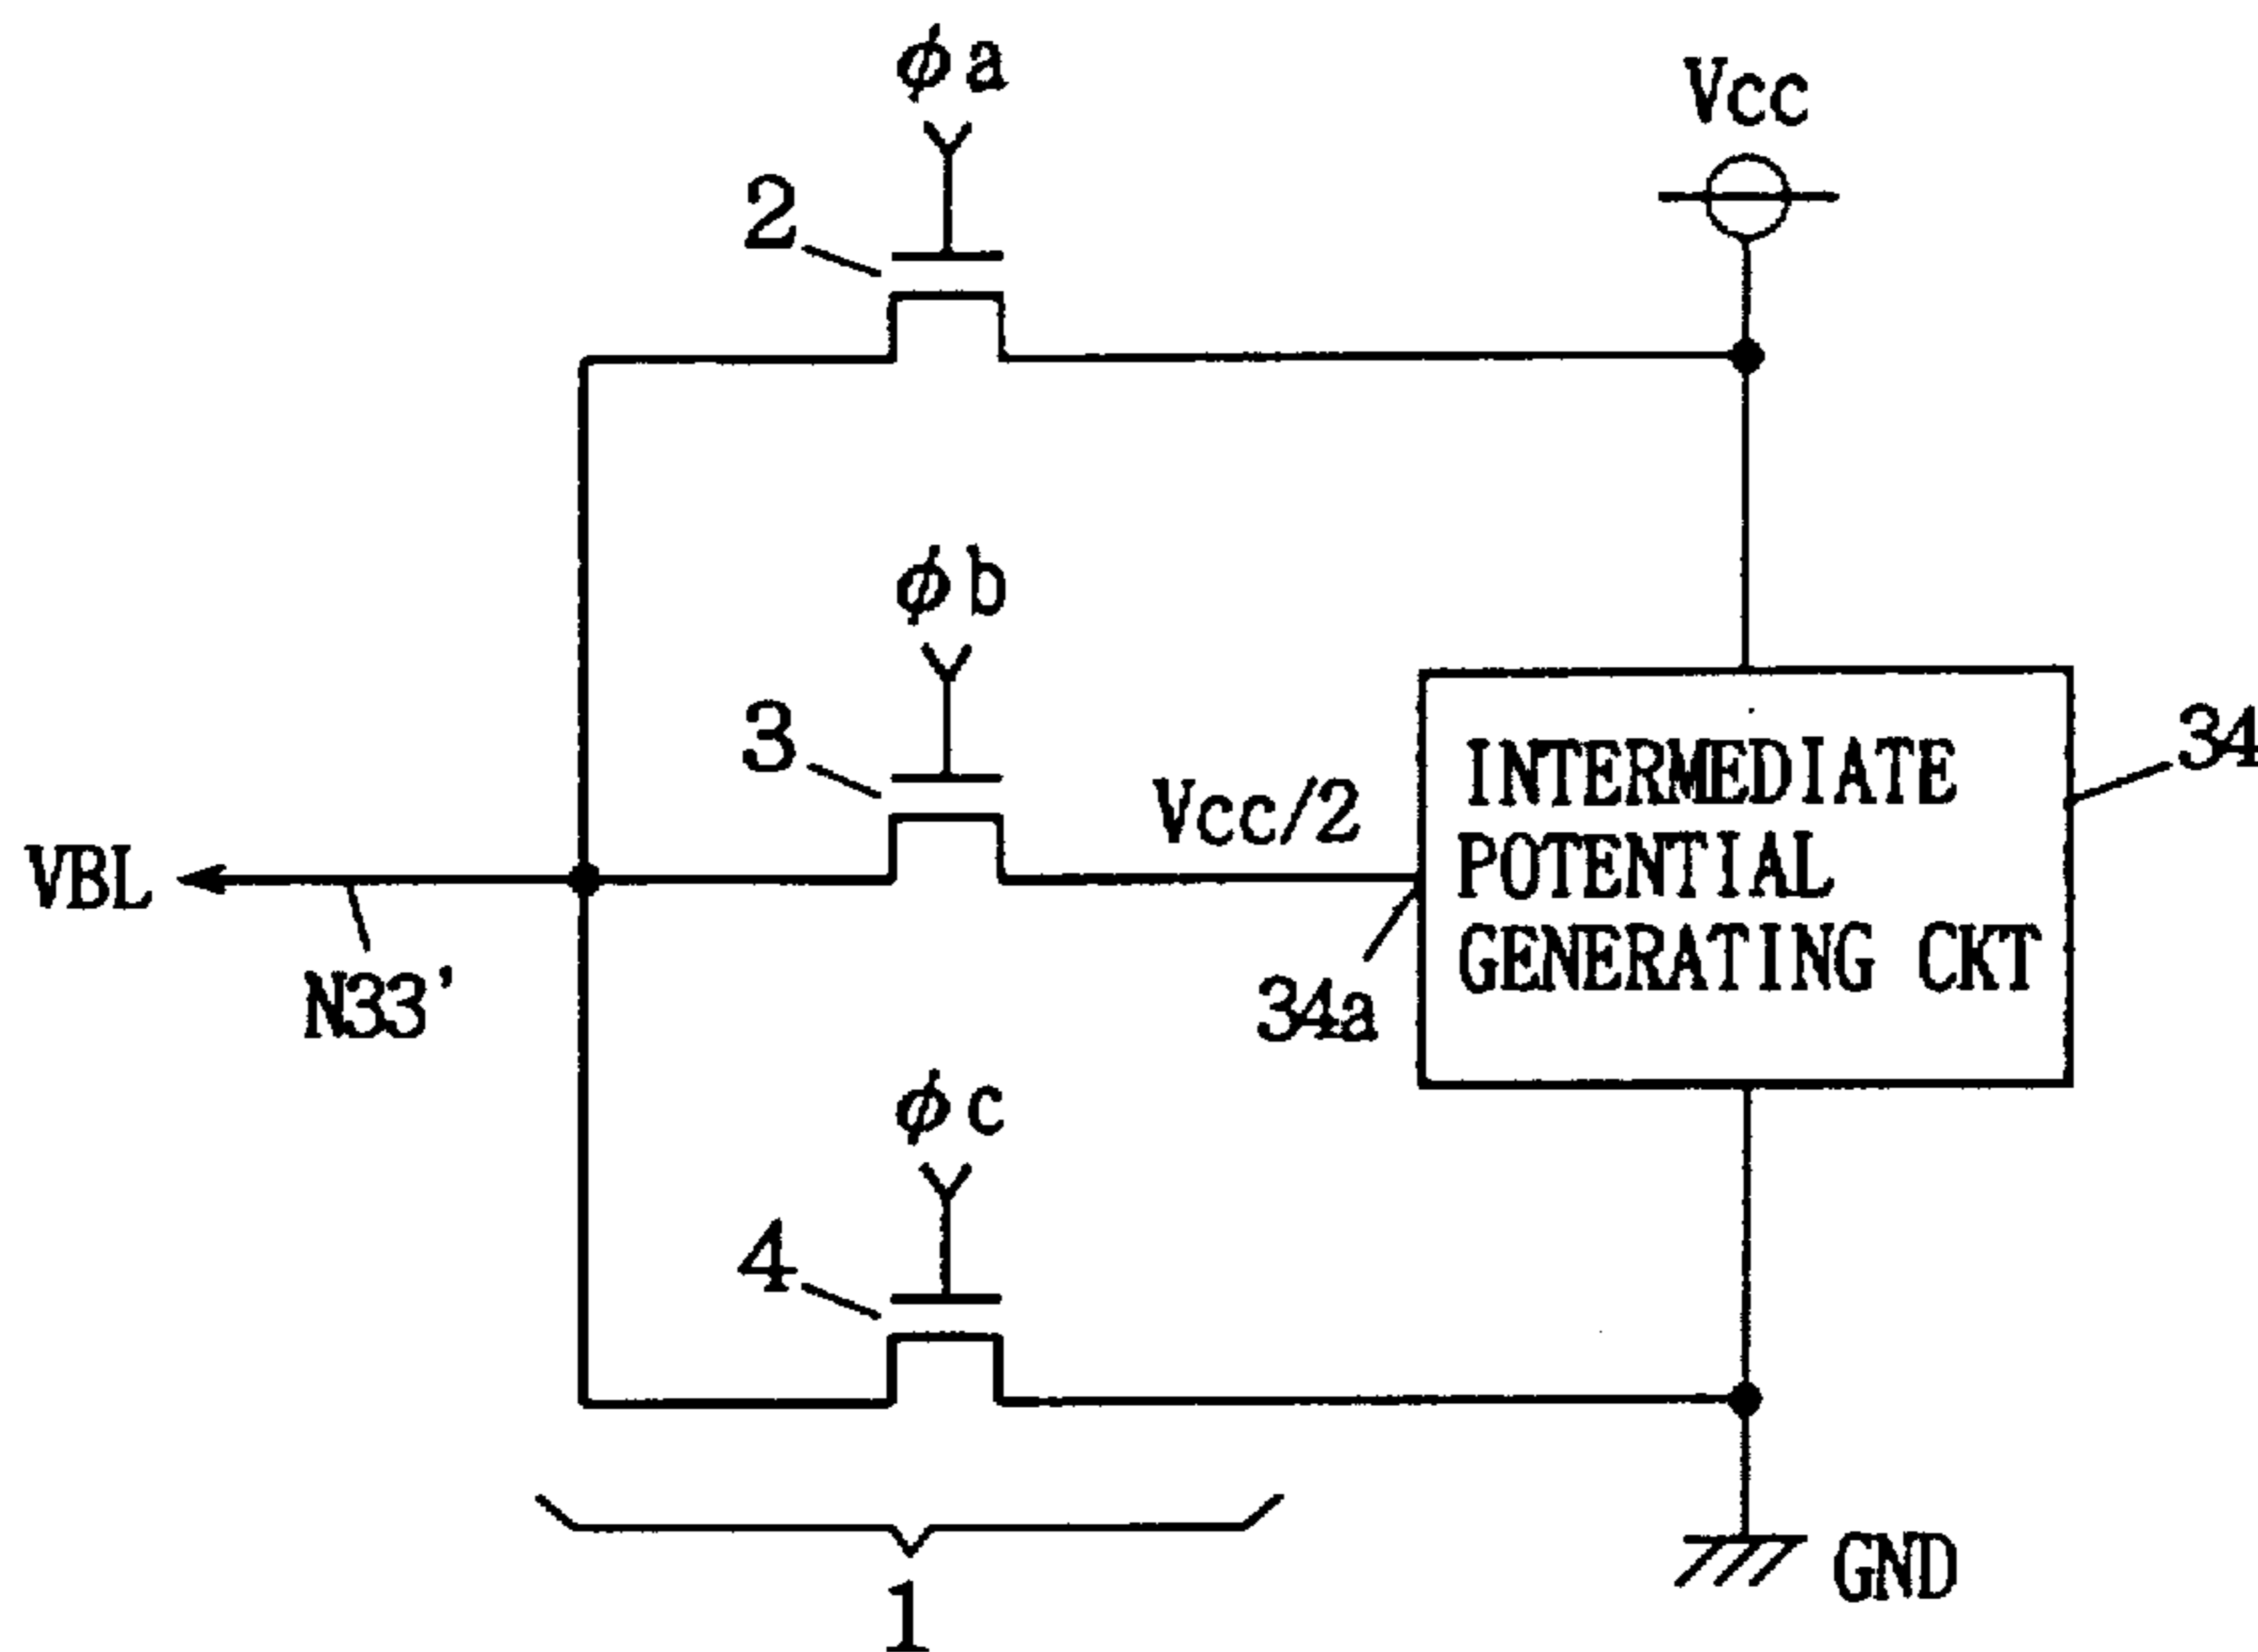 φa
Vcc
2
φb
3
Vcc/2
INTERMEDIATE
POTENTIAL
GENERATING CKT
34
VBL
N33'
34a
φc
4
1
GND